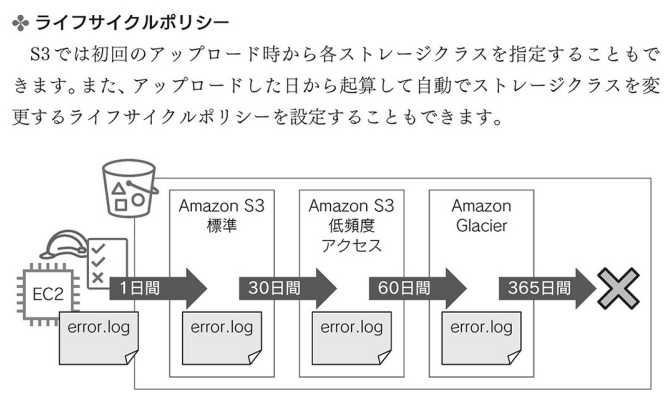 ライフサイクルポリシー
S3では初回のアップロード時から各ストレージクラスを指定することもで
きます。また、アップロードした日から起算して自動でストレージクラスを変
更するライフサイクルポリシーを設定することもできます。
Amazon S3
標準
Amazon S3
低頻度
アクセス
Amazon
Glacier
EC2
1日間
30日間
60日間
365日間
error.log
error.log
error.log
error.log